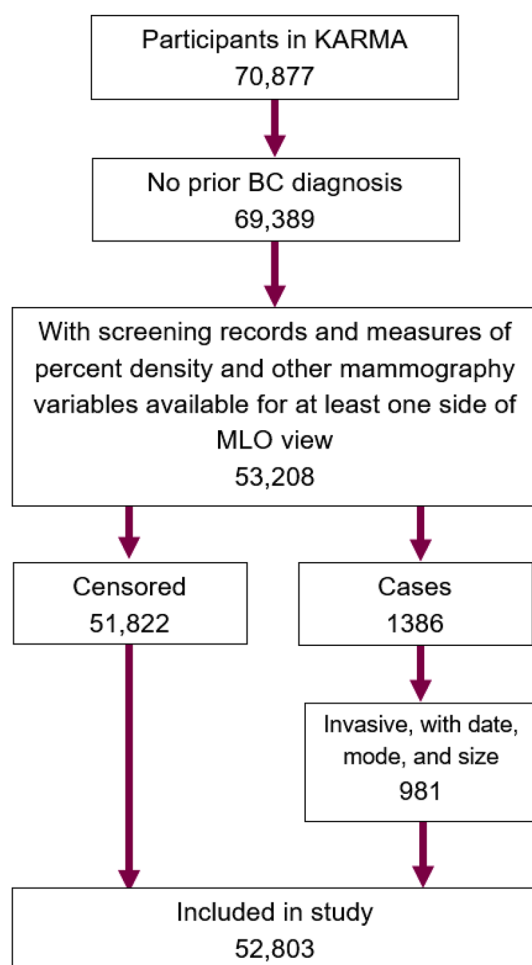 Participants in KARMA
70,877
No prior BC diagnosis
69,389
With screening records and measures of
percent density and other mammography
variables available for at least one side of
MLO view
53,208
Censored
51,822
Cases
1386
Invasive, with date,
mode, and size
981
Included in study
52,803